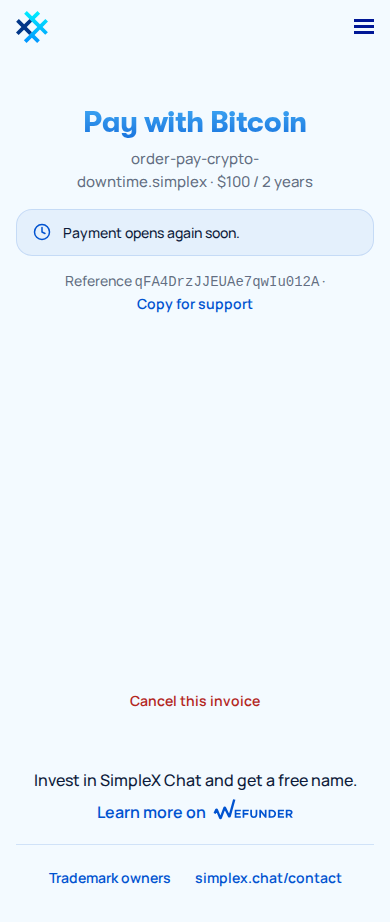 Pay with Bitcoin
order-pay-crypto-
downtime.simplex · $100 / 2 years
Payment opens again soon.
Reference qFA4DrzJJEUAe7qwIu012A ·
Copy for support
Cancel this invoice
Invest in SimpleX Chat and get a free name.
Learn more on WEFUNDER
Trademark owners simplex.chat/contact